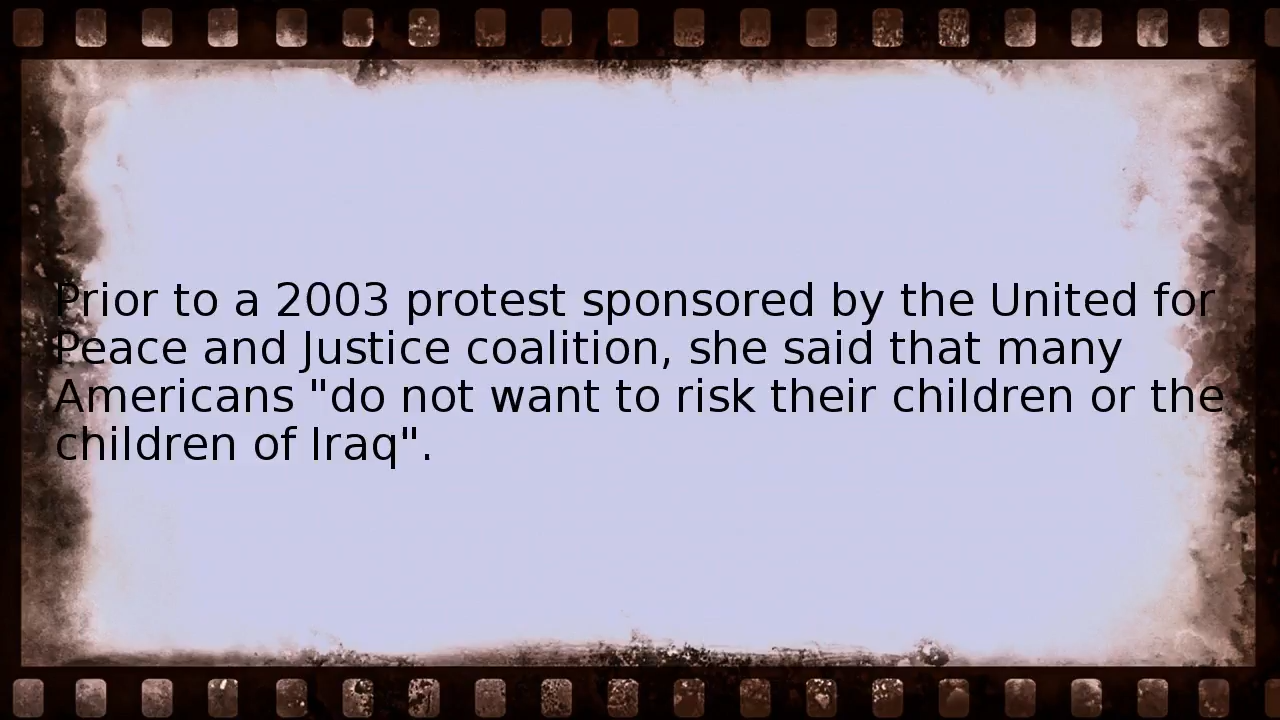 Prior to a 2003 protest sponsored by the United for
Peace and Justice coalition, she said that many
Americans "do not want to risk their children or the
children of Iraq".